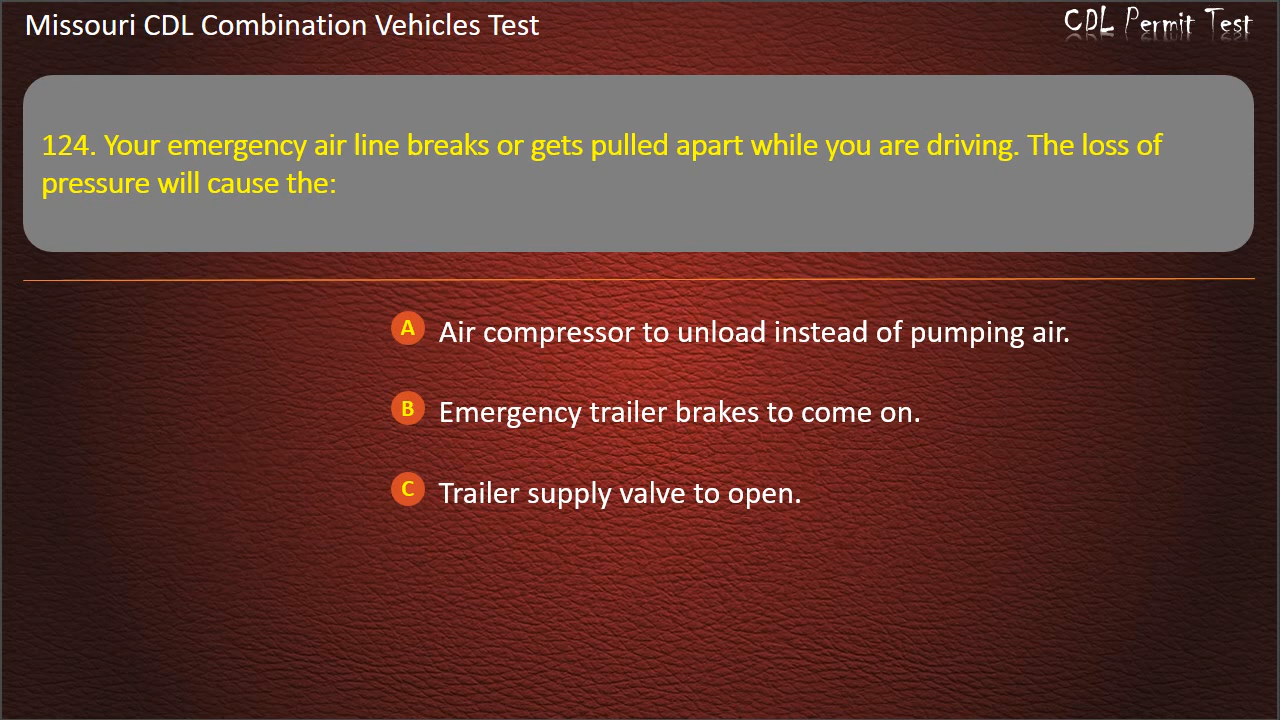 Missouri CDL Combination Vehicles Test
CDL Permit Test
124. Your emergency air line breaks or gets pulled apart while you are driving. The loss of
pressure will cause the:
A Air compressor to unload instead of pumping air.
B Emergency trailer brakes to come on.
C Trailer supply valve to open.